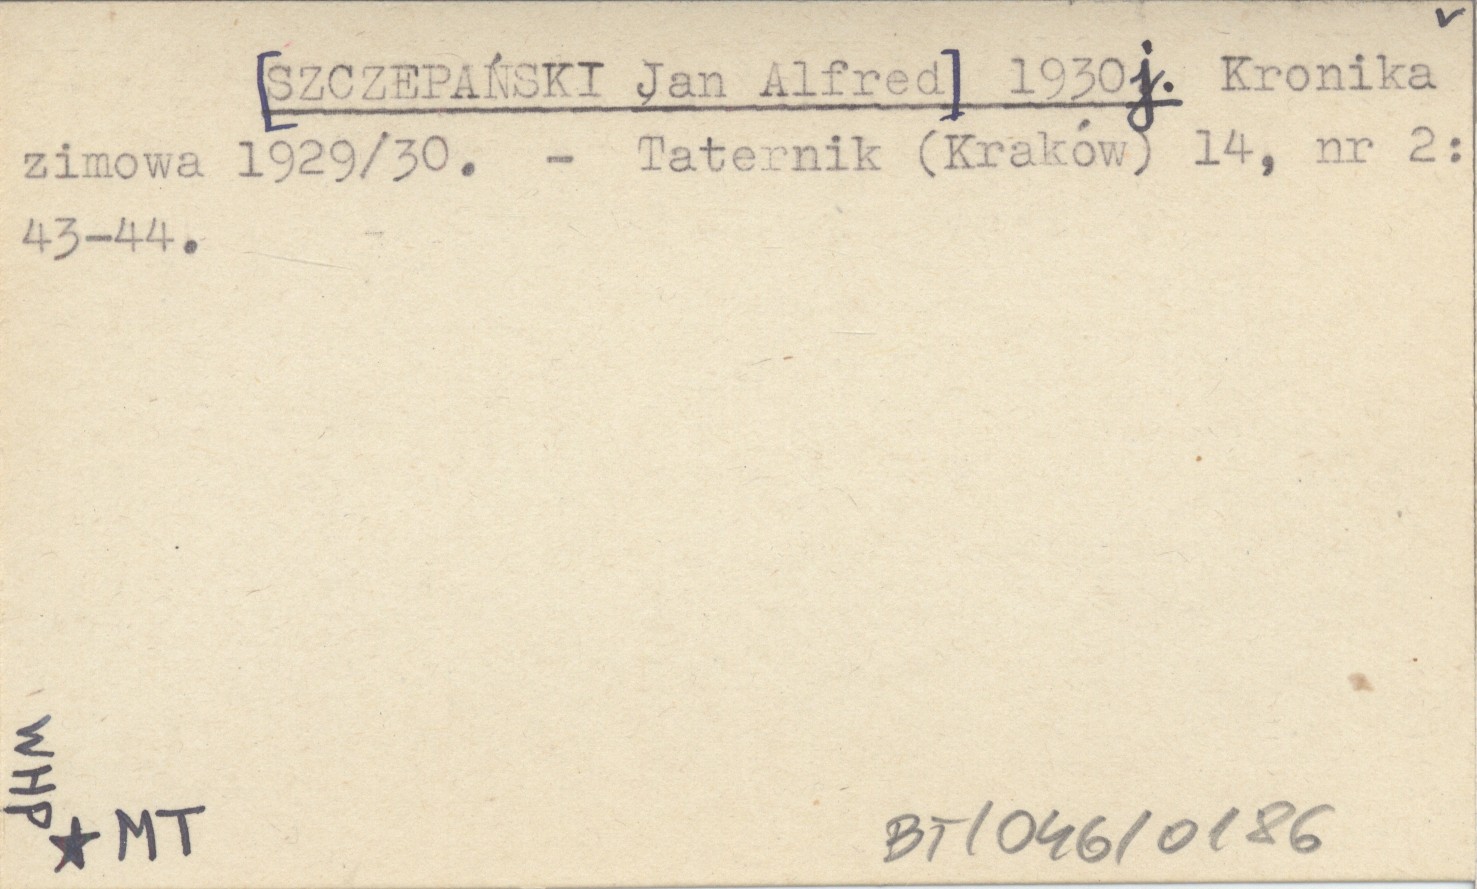 [SZCZEPAŃSKI Jan Alfred] 1930j. Kronika
zimowa 1929/30. - Taternik (Kraków) 14, nr 2:
43-44.
WHP
★ MT
BT/046/0186